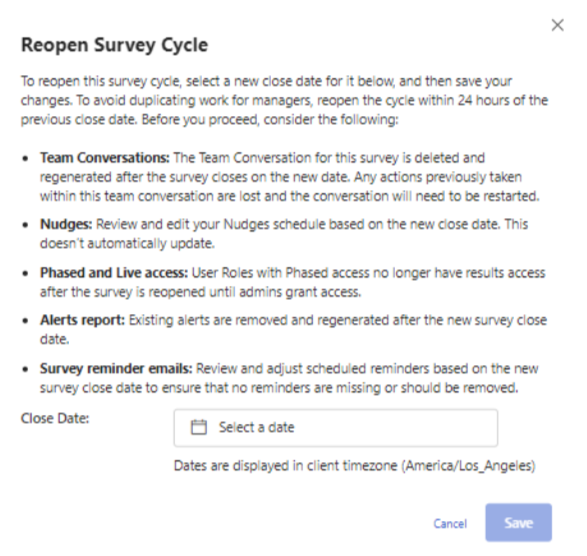 Reopen Survey Cycle
To reopen this survey cycle, select a new close date for it below, and then save your
changes. To avoid duplicating work for managers, reopen the cycle within 24 hours of the
previous close date. Before you proceed, consider the following:
• Team Conversations: The Team Conversation for this survey is deleted and
regenerated after the survey closes on the new date. Any actions previously taken
within this team conversation are lost and the conversation will need to be restarted.
• Nudges: Review and edit your Nudges schedule based on the new close date. This
doesn't automatically update.
• Phased and Live access: User Roles with Phased access no longer have results access
after the survey is reopened until admins grant access.
• Alerts report: Existing alerts are removed and regenerated after the new survey close
date.
• Survey reminder emails: Review and adjust scheduled reminders based on the new
survey close date to ensure that no reminders are missing or should be removed.
Close Date:
Select a date
Dates are displayed in client timezone (America/Los_Angeles)
Cancel Save